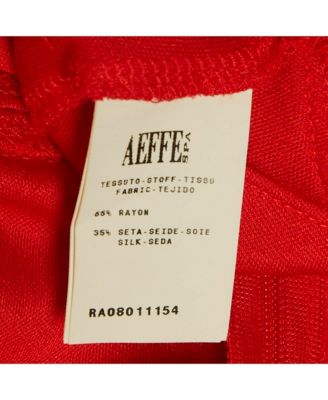 AEFFE SPA
TESSUTO-STOFF-TISSU
FABRIC-TEJIDO
65% RAYON
35% SETA-SEIDE-SOIE
SILK-SEDA
RA08011154